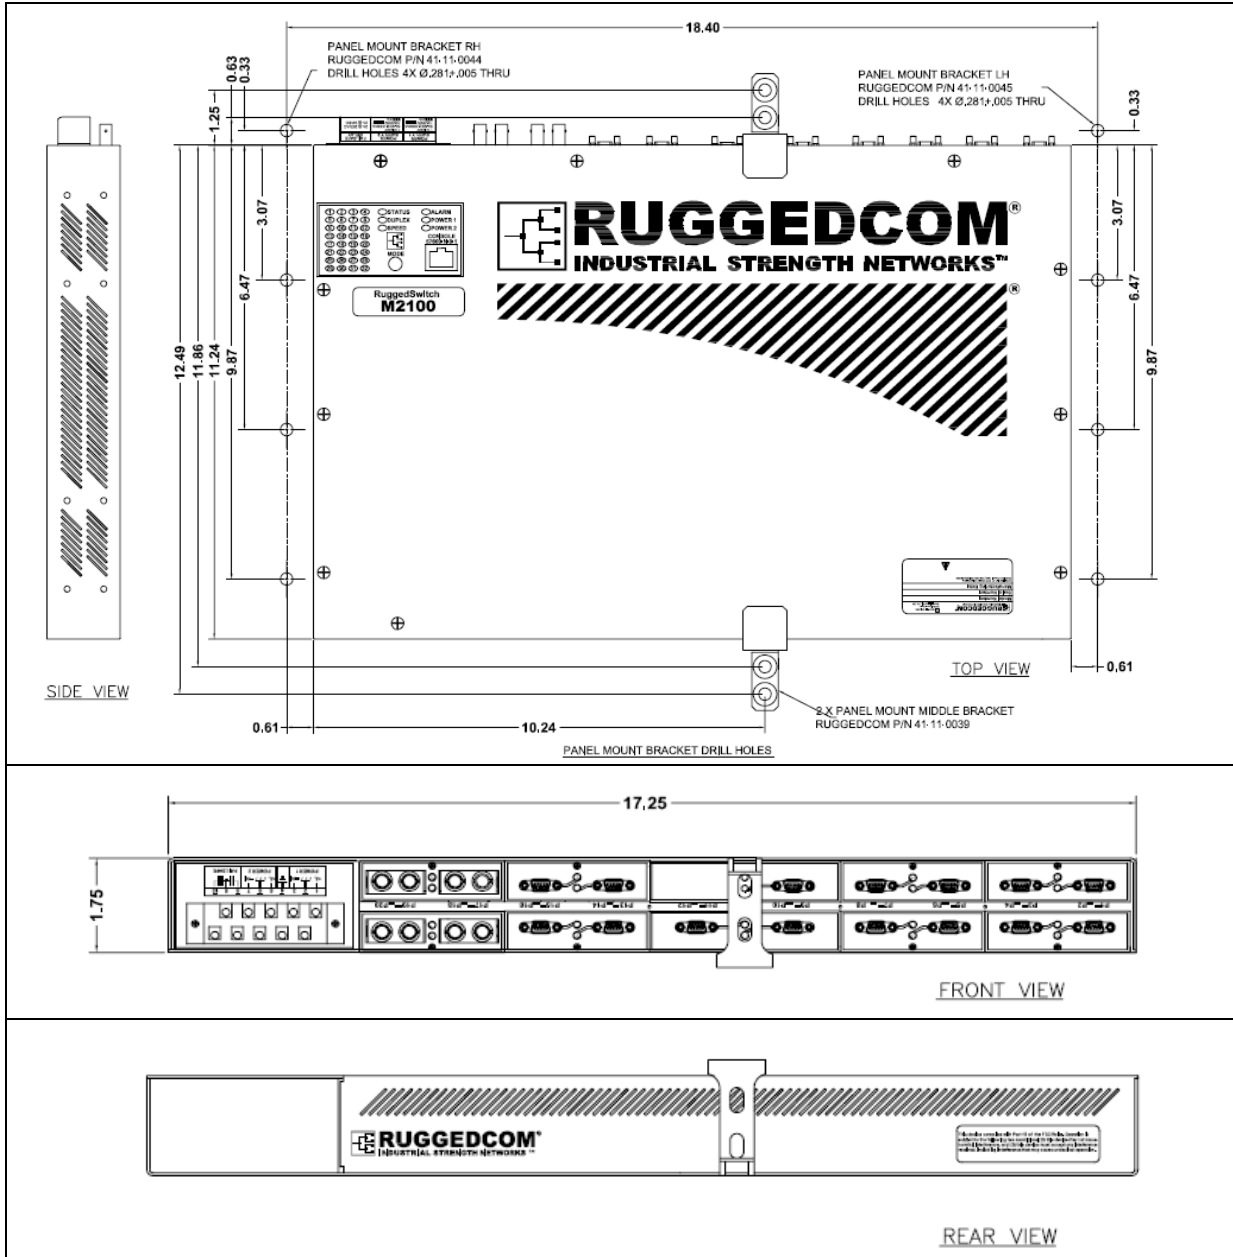 18.40
PANEL MOUNT BRACKET RH
RUGGEDCOM P/N 41-11-0044
DRILL HOLES 4X Ø.281±.005 THRU
PANEL MOUNT BRACKET LH
RUGGEDCOM P/N 41-11-0045
DRILL HOLES 4X Ø.281±.005 THRU
0.63
0.33
1.25
0.33
3.07
6.47
9.87
11.24
11.86
12.49
3.07
6.47
9.87
STATUS
DUPLEX
SPEED
ALARM
POWER 1
POWER 2
MODE
CONSOLE
RuggedSwitch
M2100
RUGGEDCOM®
INDUSTRIAL STRENGTH NETWORKS™
®
RUGGEDCOM
SIDE VIEW
TOP VIEW
0.61
0.61
10.24
2 X PANEL MOUNT MIDDLE BRACKET
RUGGEDCOM P/N 41-11-0039
PANEL MOUNT BRACKET DRILL HOLES
17.25
1.75
FRONT VIEW
RUGGEDCOM®
INDUSTRIAL STRENGTH NETWORKS™
REAR VIEW